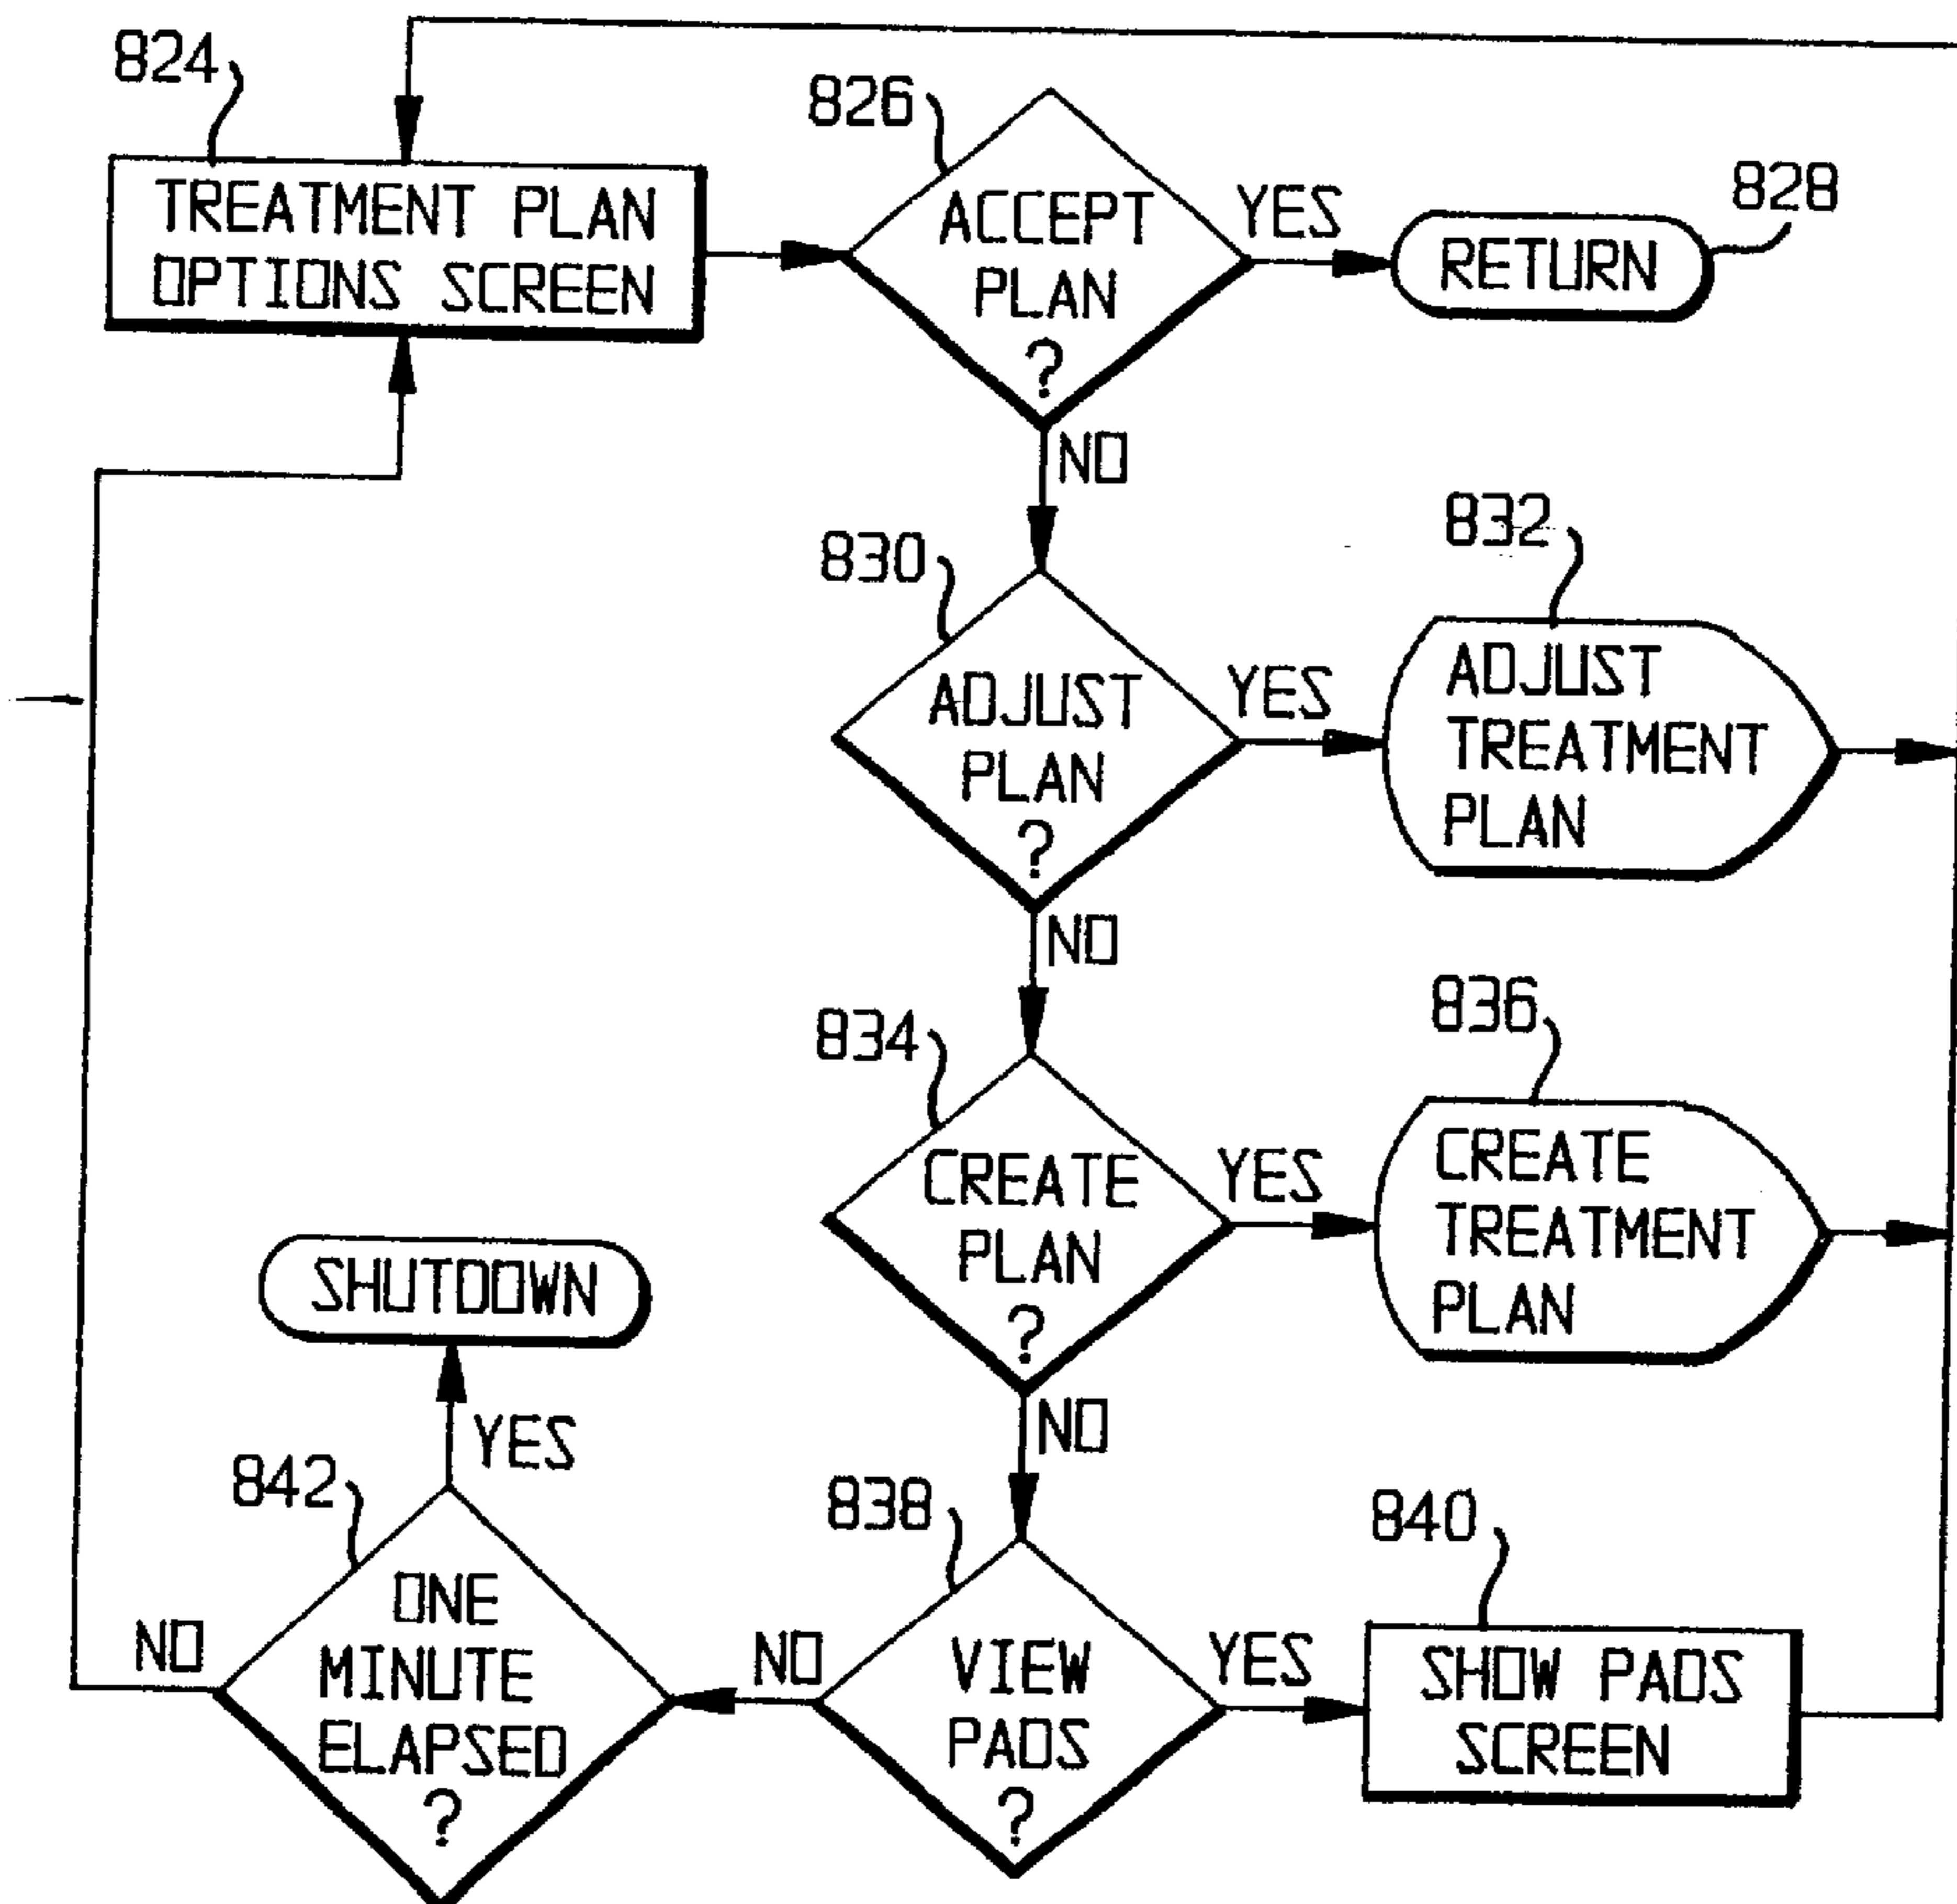 824
TREATMENT PLAN
OPTIONS SCREEN
826
ACCEPT
PLAN
?
YES
828
RETURN
NO
830
ADJUST
PLAN
?
YES
832
ADJUST
TREATMENT
PLAN
NO
834
CREATE
PLAN
?
YES
836
CREATE
TREATMENT
PLAN
NO
838
VIEW
PADS
?
YES
840
SHOW PADS
SCREEN
NO
842
ONE
MINUTE
ELAPSED
?
YES
SHUTDOWN
NO